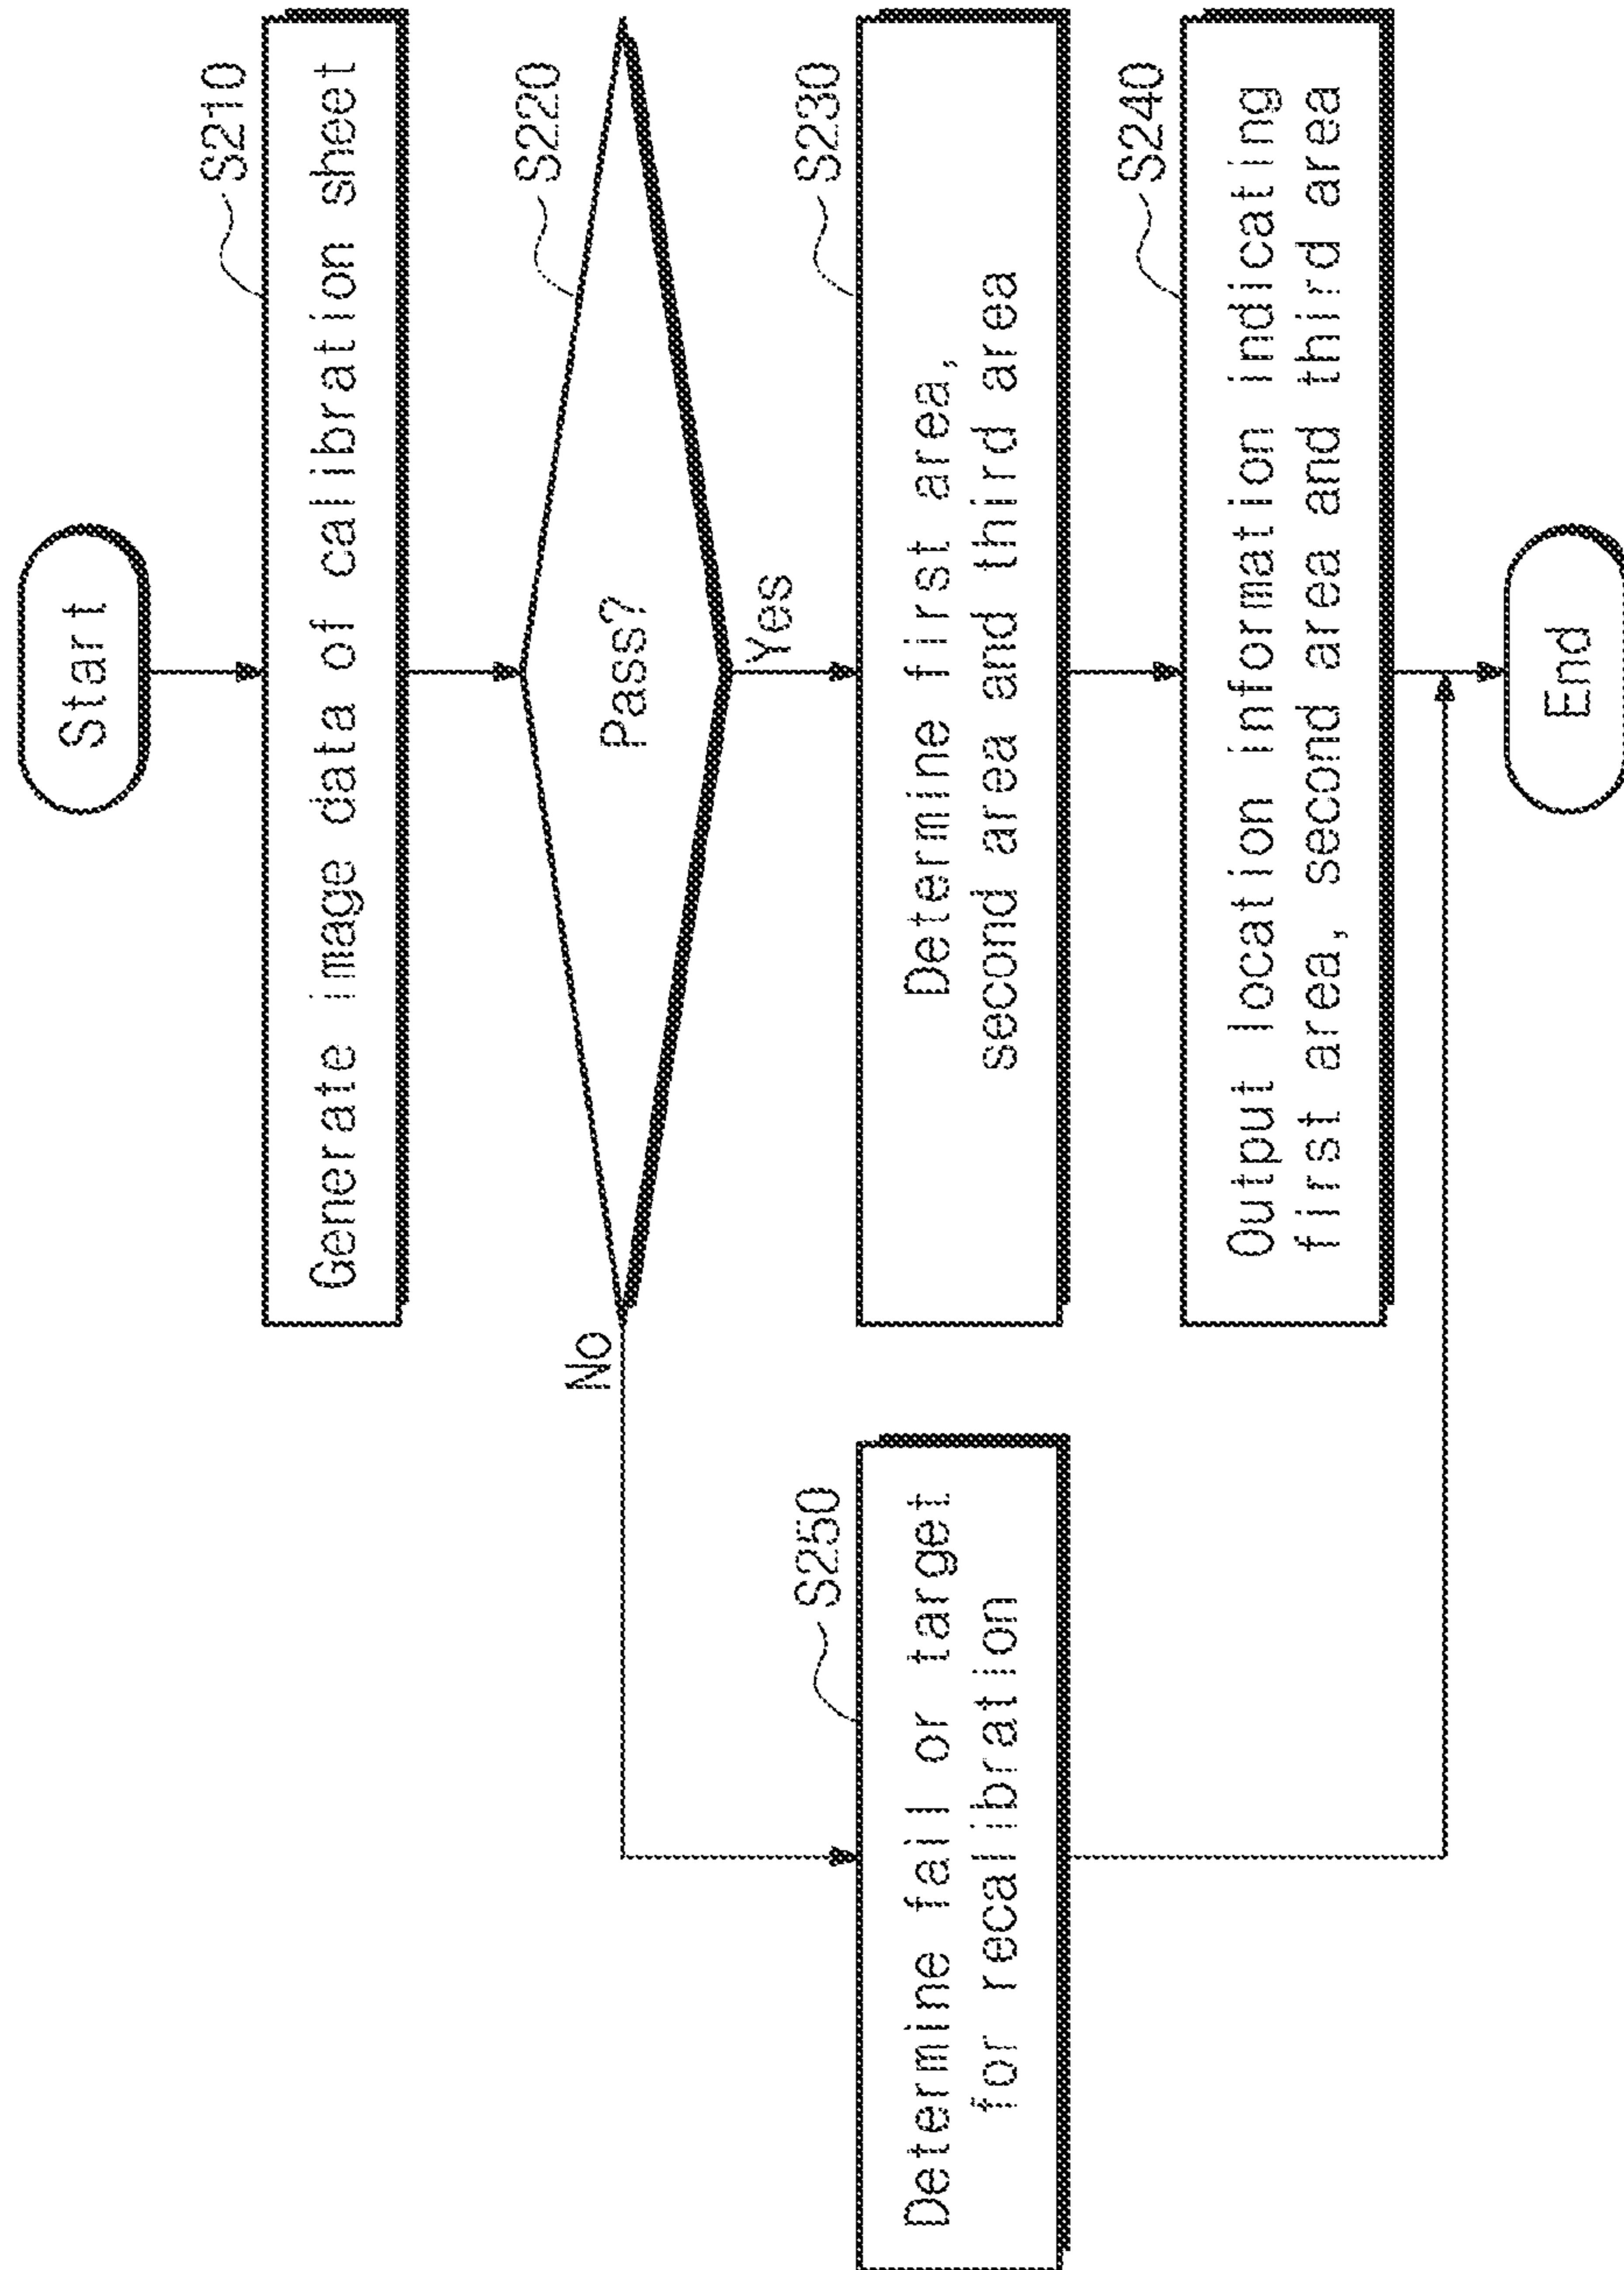 Start
S210
Generate image data of calibration sheet
S220
Pass?
No
Yes
S250
Determine fail or target
for recalibration
S230
Determine first area,
second area and third area
S240
Output location information indicating
first area, second area and third area
End